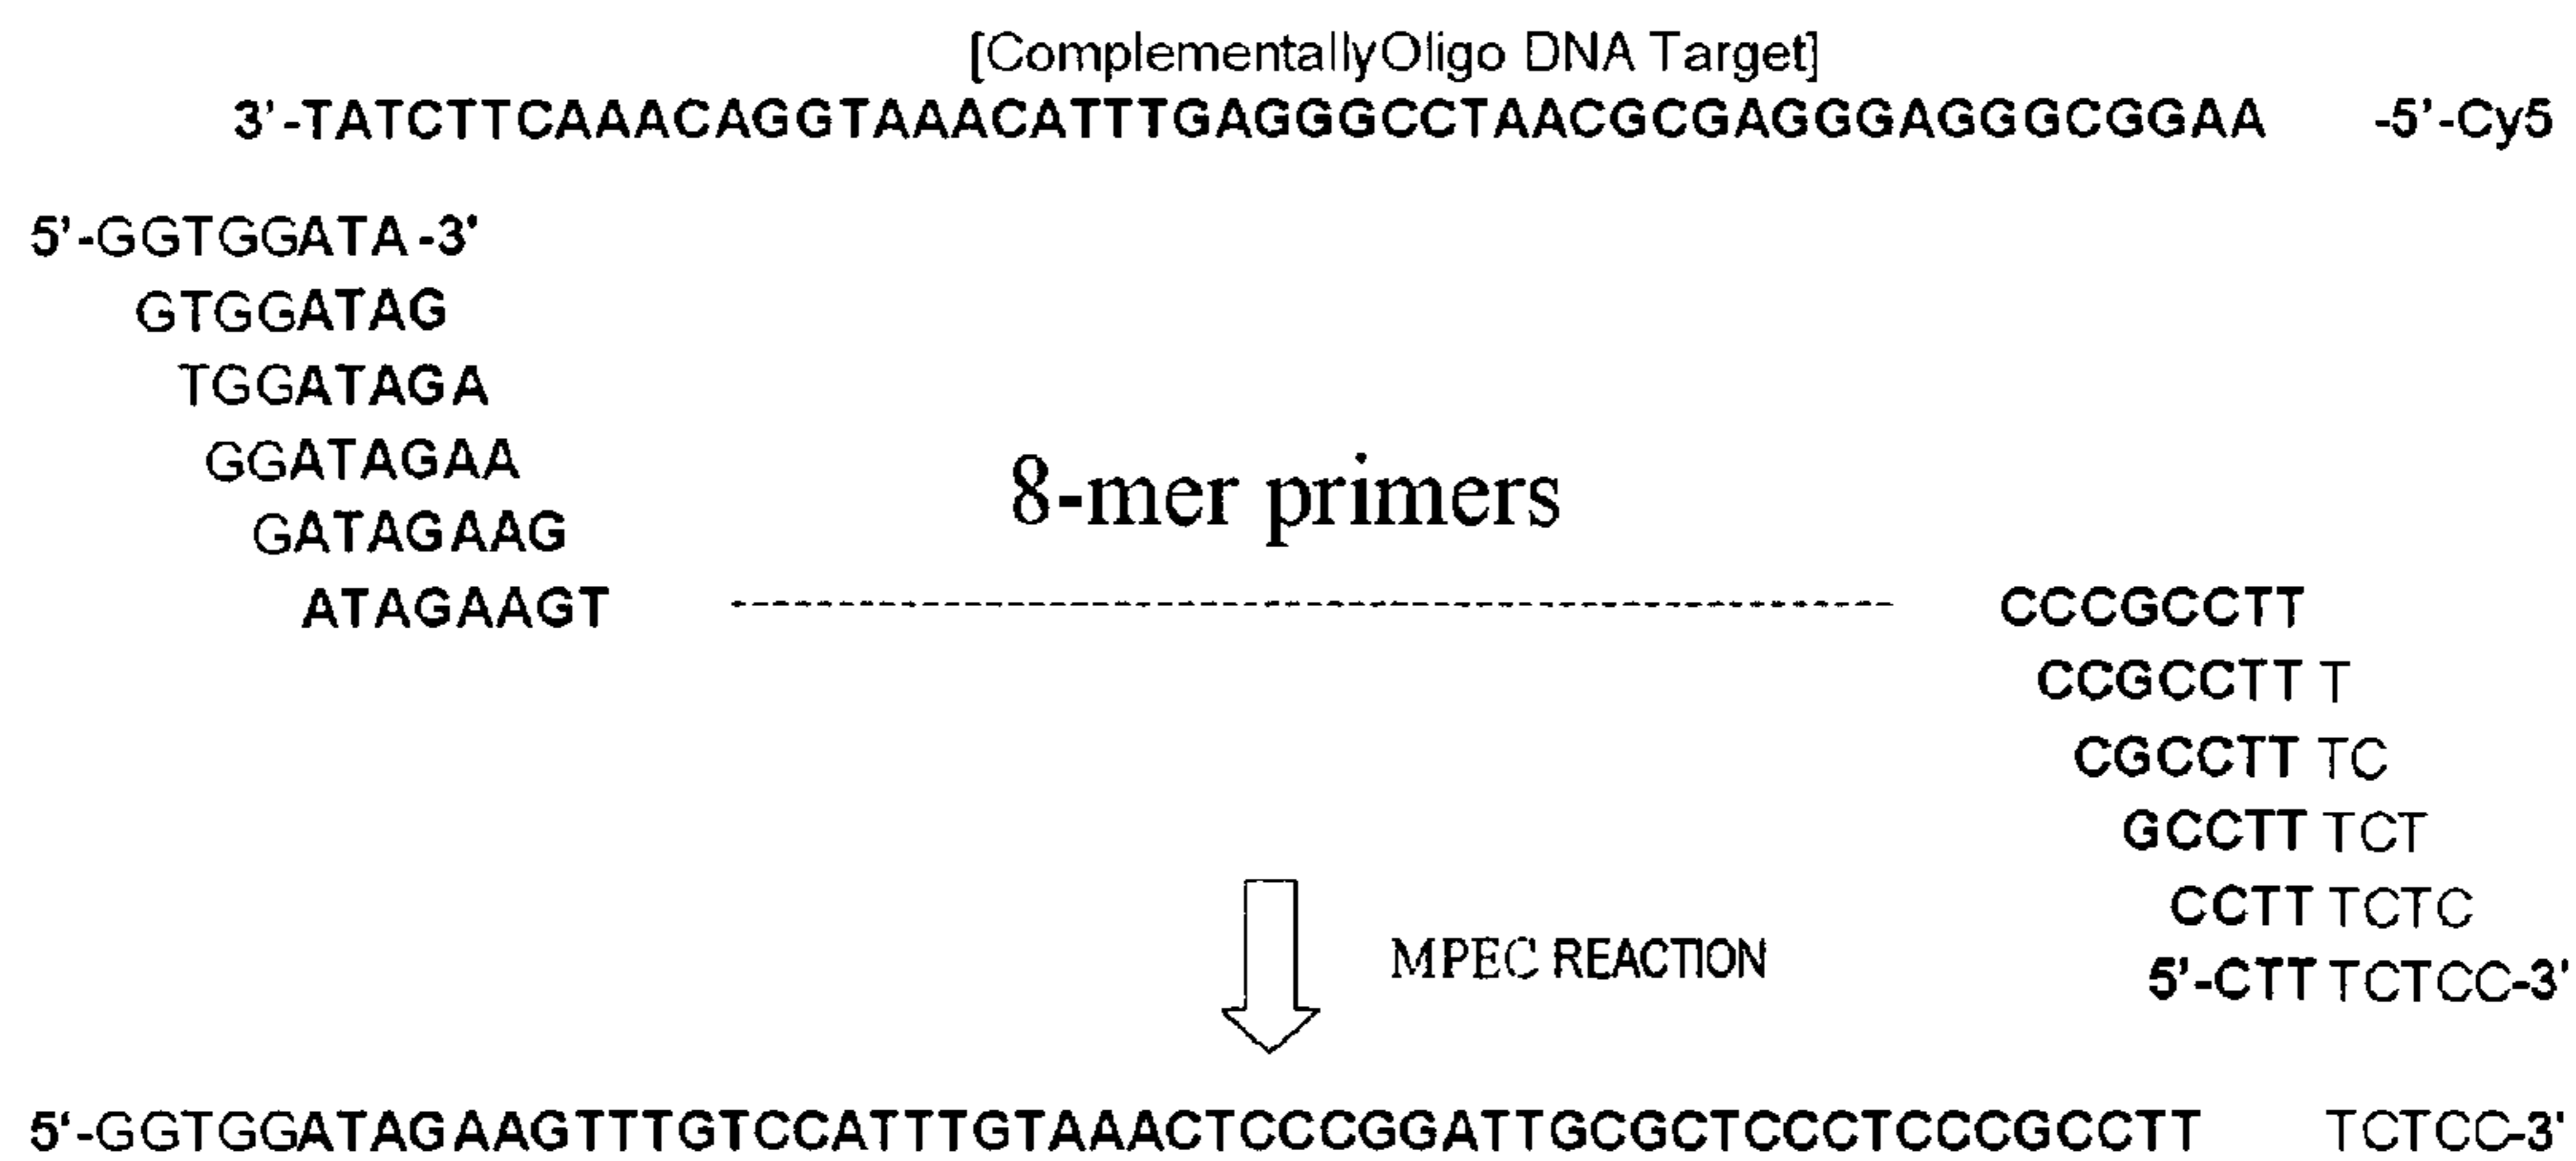 [ComplementallyOligo DNA Target]
3'-TATCTTCAAACAGGTAAACATTTGAGGGCCTAACGCGAGGGAGGGCGGAA -5'-Cy5
5'-GGTGGATA-3'
GTGGATAG
TGGATAGA
GGATAGAA
GATAGAAG
8-mer primers
ATAGAAGT CCCGCCTT
CCGCCTT T
CGCCTT TC
GCCTT TCT
CCTT TCTC
MPEC REACTION
5'-CTT TCTCC-3'
5'-GGTGGATAGAAGTTTGTCCATTTGTAAACTCCCGGATTGCGCTCCCTCCCGCCTT TCTCC-3'